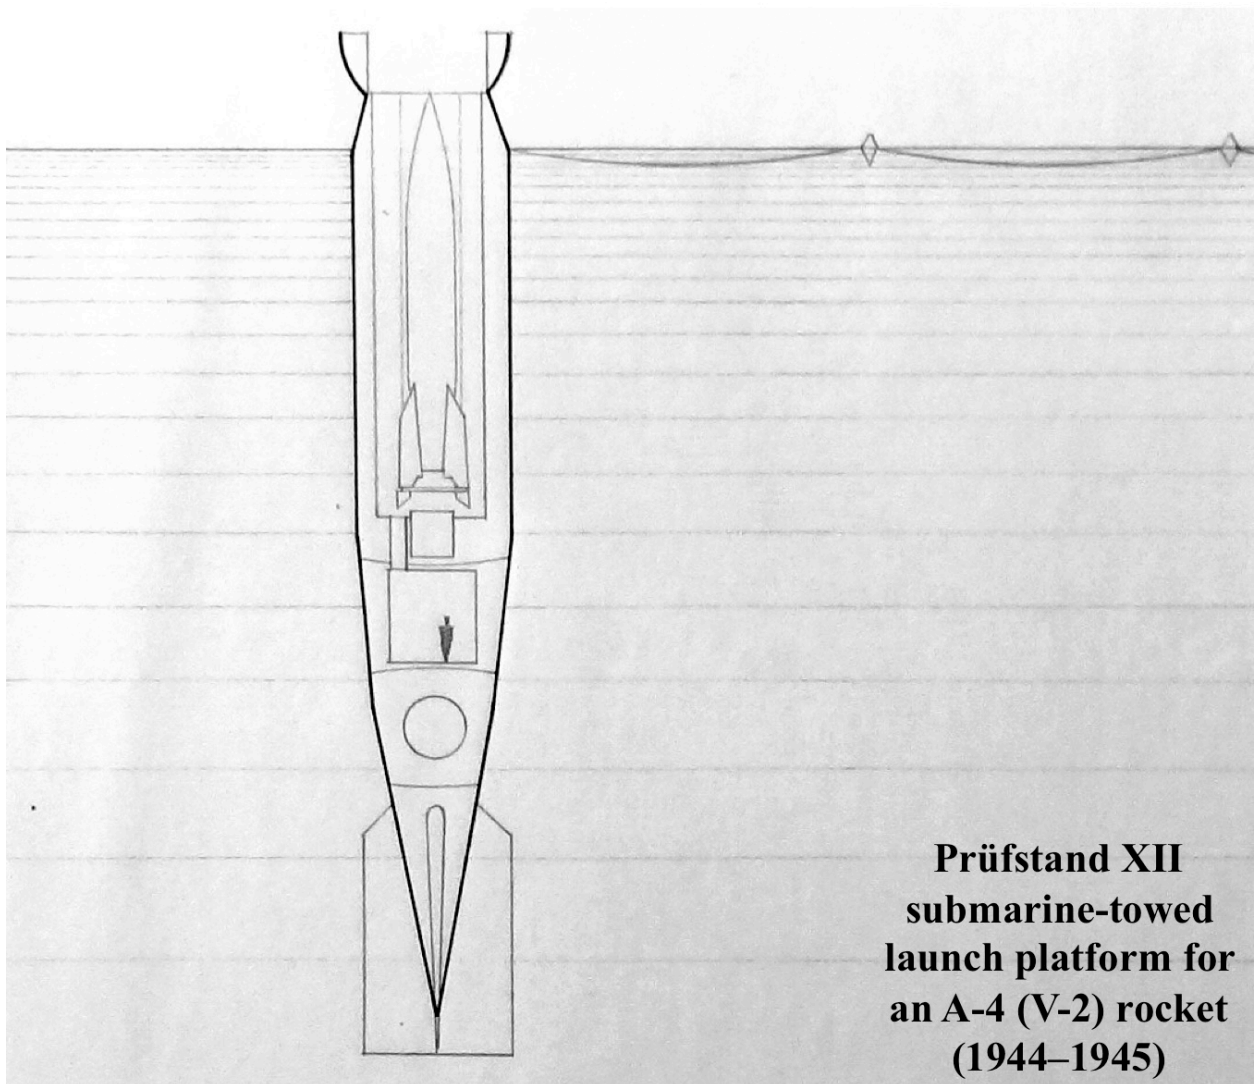 Prüfstand XII
submarine-towed
launch platform for
an A-4 (V-2) rocket
(1944–1945)